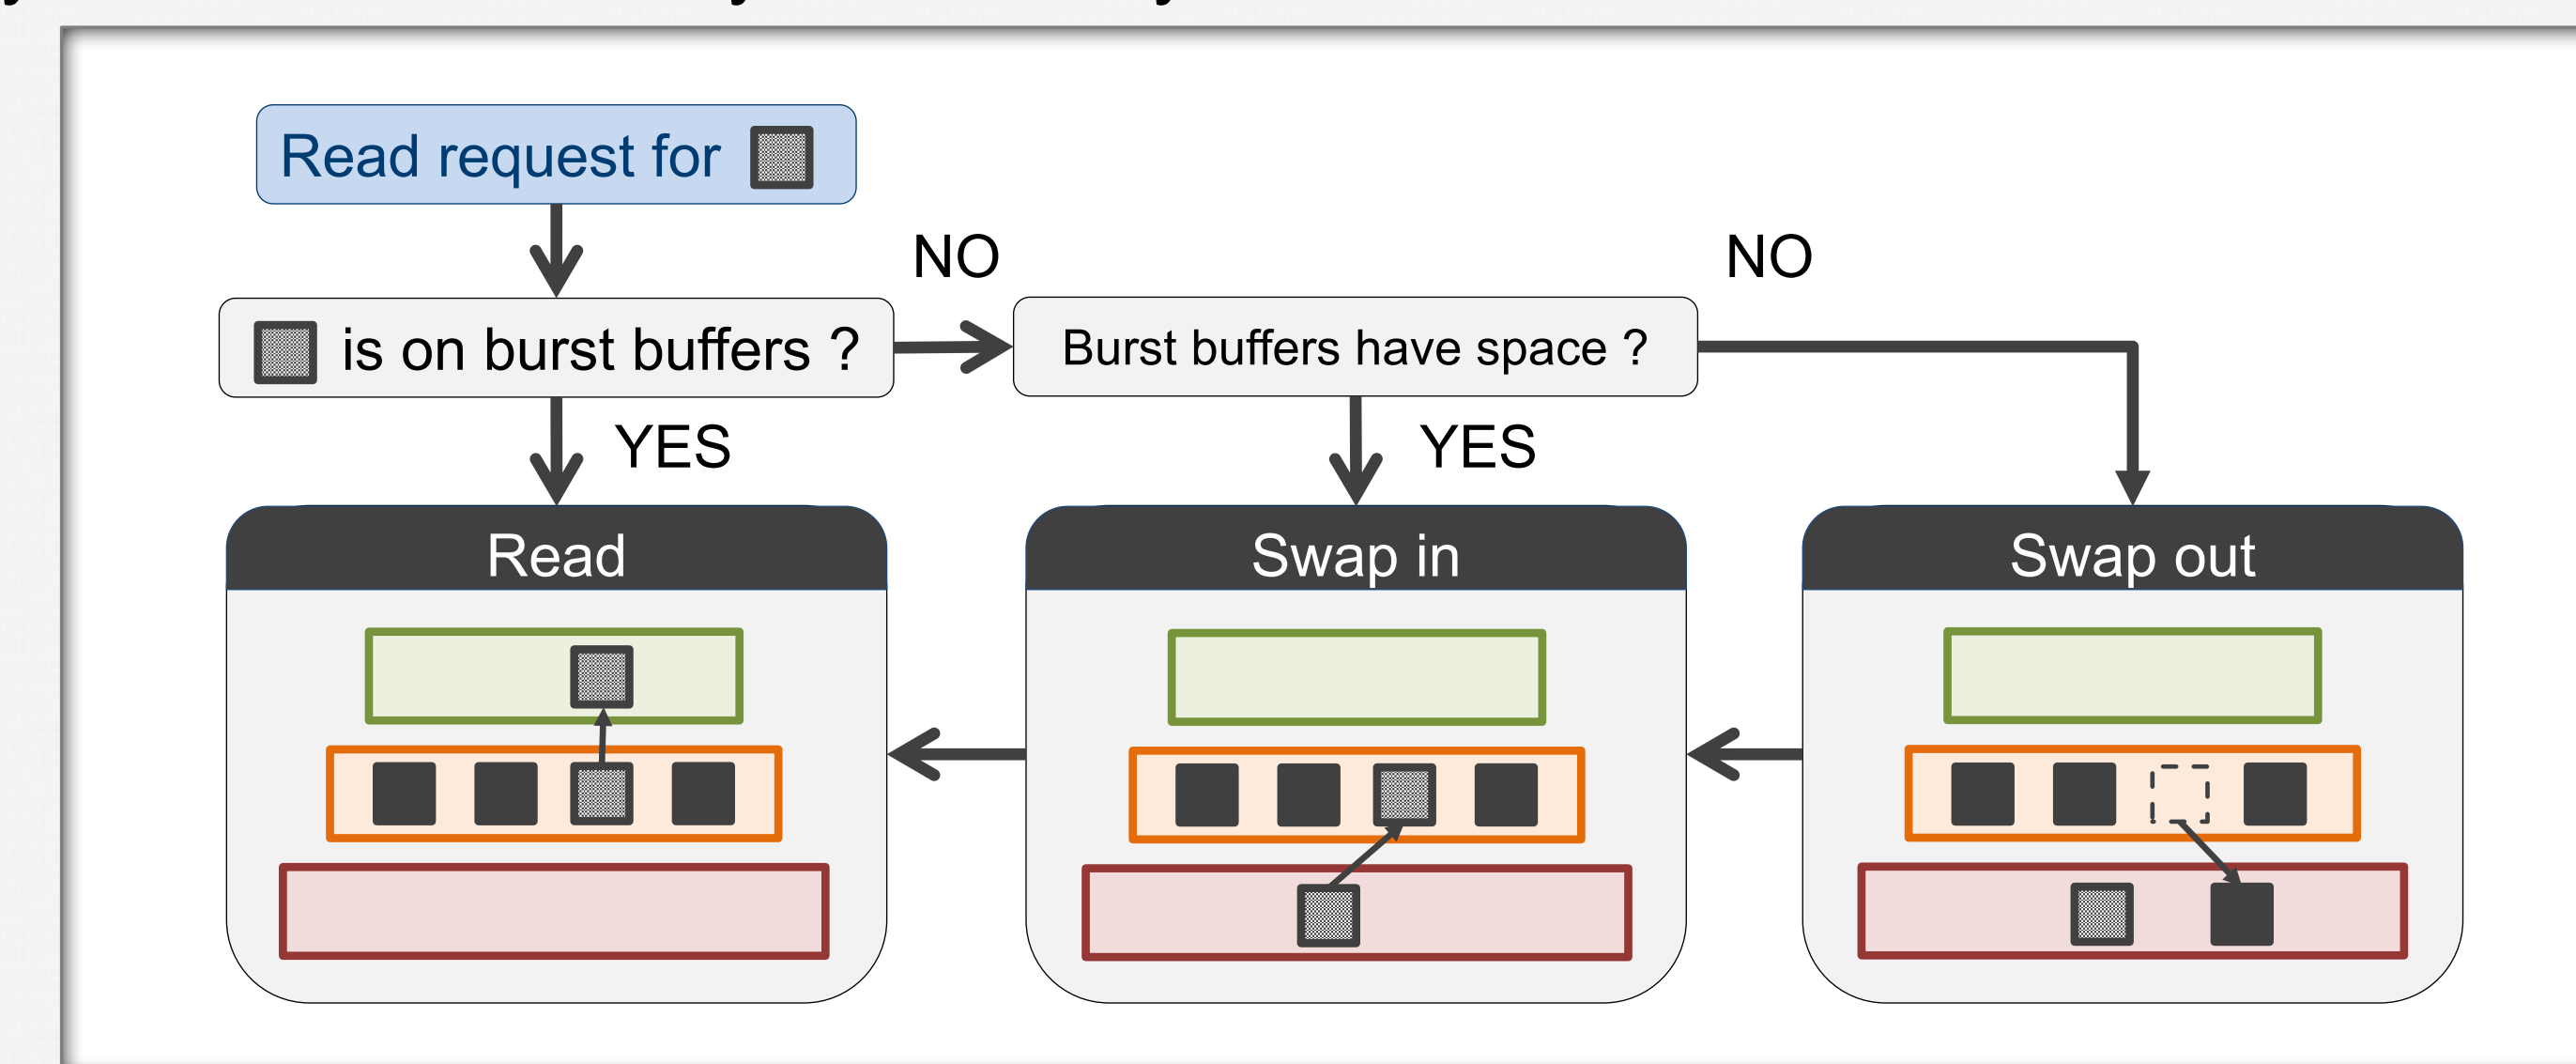 Read request for
NO
NO
is on burst buffers ?
Burst buffers have space ?
YES
YES
Read
Swap in
Swap out